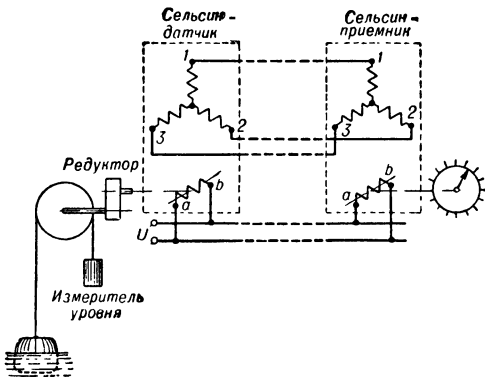 Сельсин-
датчик
Сельсин-
приемник
1
1
2
2
3
3
Редуктор
a
b
a
b
U
Измеритель
уровня